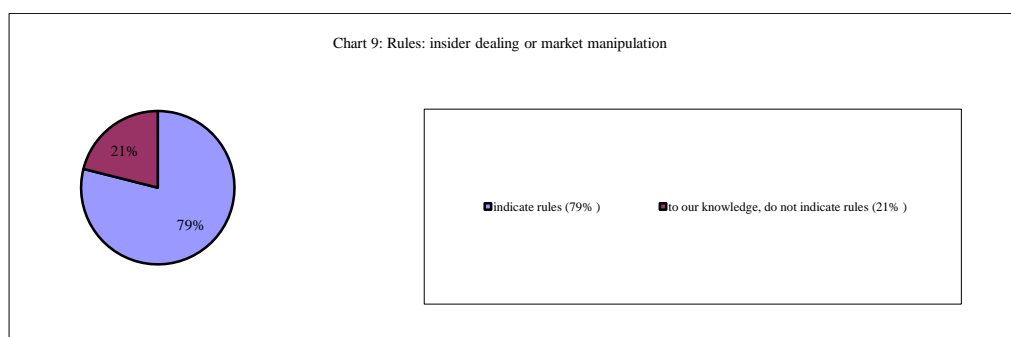 Chart 9: Rules: insider dealing or market manipulation
21%
79%
indicate rules (79% )
to our knowledge, do not indicate rules (21% )